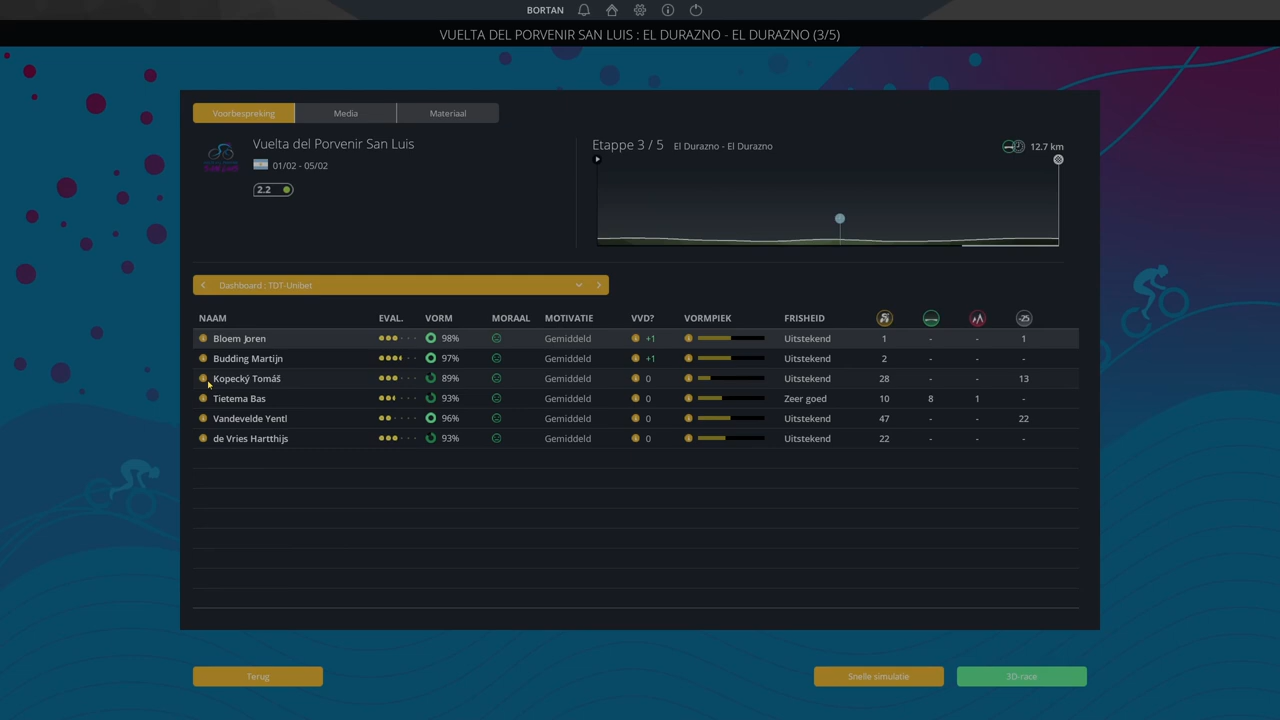 BORTAN
VUELTA DEL PORVENIR SAN LUIS : EL DURAZNO - EL DURAZNO (3/5)
Voorbespreking Media Materiaal
Vuelta del Porvenir San Luis
01/02 - 05/02
2.2
Etappe 3 / 5 El Durazno - El Durazno 12.7 km
Dashboard : TDT-Unibet
NAAM EVAL. VORM MORAAL MOTIVATIE VVD? VORMPIEK FRISHEID -25
Bloem Joren 98% Gemiddeld +1 Uitstekend 1 - - 1
Budding Martijn 97% Gemiddeld +1 Uitstekend 2 - - -
Kopecký Tomáš 89% Gemiddeld 0 Uitstekend 28 - - 13
Tietema Bas 93% Gemiddeld 0 Zeer goed 10 8 1 -
Vandevelde Yentl 96% Gemiddeld 0 Uitstekend 47 - - 22
de Vries Hartthijs 93% Gemiddeld 0 Uitstekend 22 - - -
Terug Snelle simulatie 3D-race